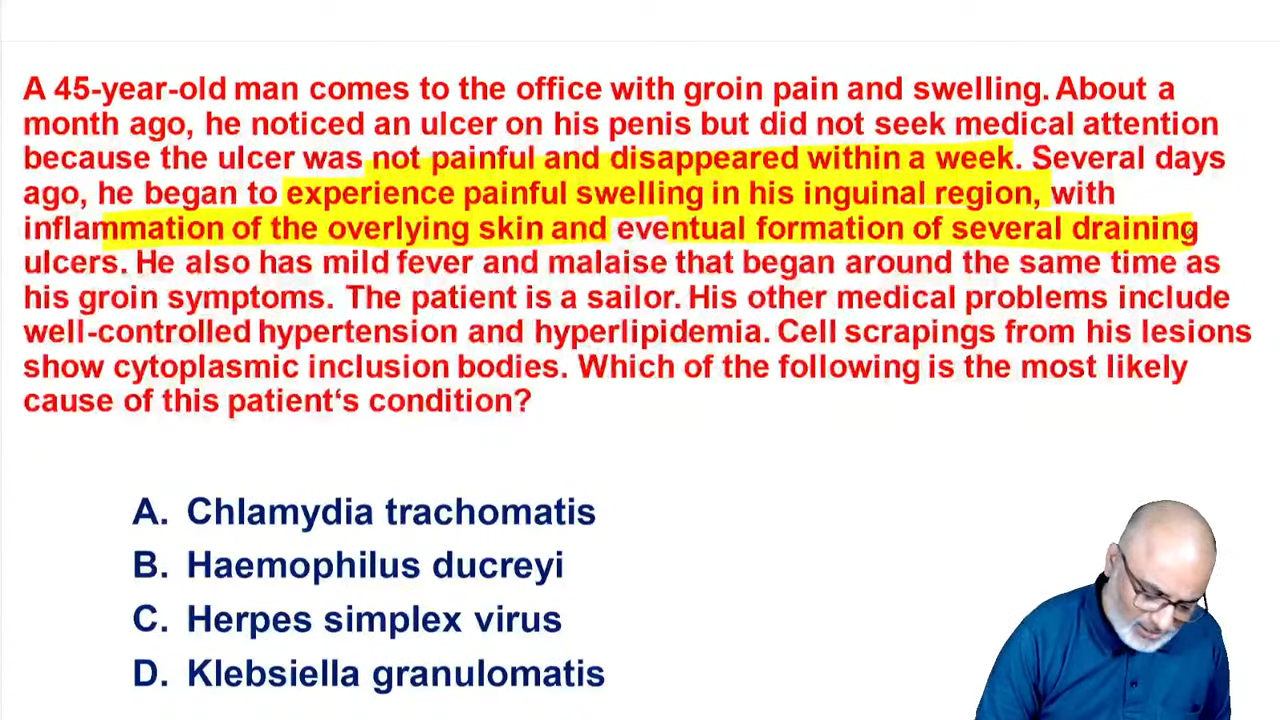 A 45-year-old man comes to the office with groin pain and swelling. About a
month ago, he noticed an ulcer on his penis but did not seek medical attention
because the ulcer was not painful and disappeared within a week. Several days
ago, he began to experience painful swelling in his inguinal region, with
inflammation of the overlying skin and eventual formation of several draining
ulcers. He also has mild fever and malaise that began around the same time as
his groin symptoms. The patient is a sailor. His other medical problems include
well-controlled hypertension and hyperlipidemia. Cell scrapings from his lesions
show cytoplasmic inclusion bodies. Which of the following is the most likely
cause of this patient‘s condition?
A. Chlamydia trachomatis
B. Haemophilus ducreyi
C. Herpes simplex virus
D. Klebsiella granulomatis